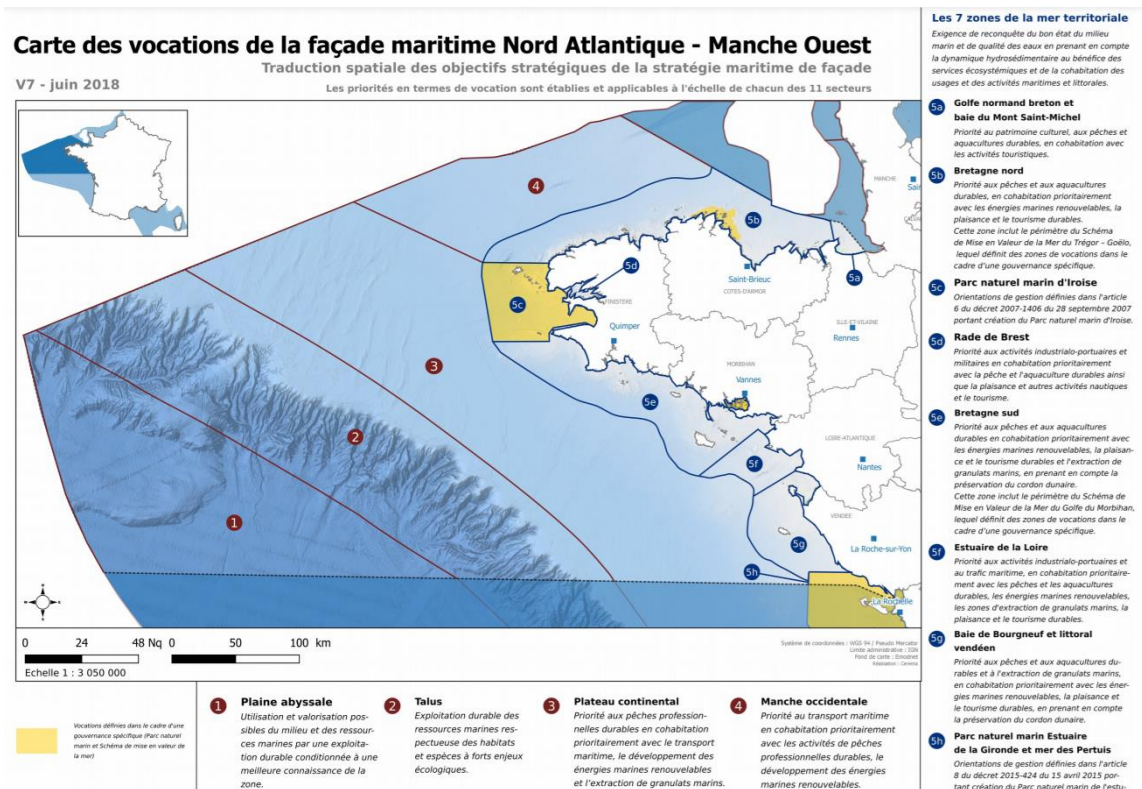 Carte des vocations de la façade maritime Nord Atlantique - Manche Ouest
Traduction spatiale des objectifs stratégiques de la stratégie maritime de façade
V7 - juin 2018
Les priorités en termes de vocation sont établies et applicables à l'échelle de chacun des 11 secteurs
4
5b
5a
5d
5c
3
5e
2
5f
1
5g
5h
MANCHE
Saint-Brieuc
COTES-D'ARMOR
FINISTERE
Quimper
ILLE-ET-VILAINE
Rennes
MORBIHAN
Vannes
LOIRE-ATLANTIQUE
Nantes
VENDEE
La Roche-sur-Yon
La Rochelle
0 24 48 Nq 0 50 100 km
Echelle 1 : 3 050 000
Système de coordonnées : WGS 94 / Pseudo Mercator
Limite administrative : IGN
Fond de carte : Emodnet
Réalisation : Cerema
Vocations définies dans le cadre d'une
gouvernance spécifique (Parc naturel
marin et Schéma de mise en valeur de
la mer)
1 Plaine abyssale
Utilisation et valorisation pos-
sibles du milieu et des ressour-
ces marines par une exploita-
tion durable conditionnée à une
meilleure connaissance de la
zone.
2 Talus
Exploitation durable des
ressources marines res-
pectueuse des habitats
et espèces à forts enjeux
écologiques.
3 Plateau continental
Priorité aux pêches profession-
nelles durables en cohabitation
prioritairement avec le transport
maritime, le développement des
énergies marines renouvelables
et l'extraction de granulats marins.
4 Manche occidentale
Priorité au transport maritime
en cohabitation prioritairement
avec les activités de pêches
professionnelles durables, le
développement des énergies
marines renouvelables.
Les 7 zones de la mer territoriale
Exigence de reconquête du bon état du milieu
marin et de qualité des eaux en prenant en compte
la dynamique hydrosédimentaire au bénéfice des
services écosystémiques et de la cohabitation des
usages et des activités maritimes et littorales.
5a Golfe normand breton et
baie du Mont Saint-Michel
Priorité au patrimoine culturel, aux pêches et
aquacultures durables, en cohabitation avec
les activités touristiques.
5b Bretagne nord
Priorité aux pêches et aux aquacultures
durables, en cohabitation prioritairement
avec les énergies marines renouvelables, la
plaisance et le tourisme durables.
Cette zone inclut le périmètre du Schéma
de Mise en Valeur de la Mer du Trégor - Goëlo,
lequel définit des zones de vocations dans le
cadre d'une gouvernance spécifique.
5c Parc naturel marin d'Iroise
Orientations de gestion définies dans l'article
6 du décret 2007-1406 du 28 septembre 2007
portant création du Parc naturel marin d'Iroise.
5d Rade de Brest
Priorité aux activités industrialo-portuaires et
militaires en cohabitation prioritairement
avec la pêche et l'aquaculture durables ainsi
que la plaisance et autres activités nautiques
et le tourisme.
5e Bretagne sud
Priorité aux pêches et aux aquacultures
durables en cohabitation prioritairement avec
les énergies marines renouvelables, la plaisan-
ce et le tourisme durables et l'extraction de
granulats marins, en prenant en compte la
préservation du cordon dunaire.
Cette zone inclut le périmètre du Schéma de
Mise en Valeur de la Mer du Golfe du Morbihan,
lequel définit des zones de vocations dans le
cadre d'une gouvernance spécifique.
5f Estuaire de la Loire
Priorité aux activités industrialo-portuaires et
au trafic maritime, en cohabitation prioritaire-
ment avec les pêches et les aquacultures
durables, les énergies marines renouvelables,
les zones d'extraction de granulats marins, la
plaisance et le tourisme durables.
5g Baie de Bourgneuf et littoral
vendéen
Priorité aux pêches et aux aquacultures du-
rables et à l'extraction de granulats marins,
en cohabitation prioritairement avec les éner-
gies marines renouvelables, la plaisance et
le tourisme durables, en prenant en compte
la préservation du cordon dunaire.
5h Parc naturel marin Estuaire
de la Gironde et mer des Pertuis
Orientations de gestion définies dans l'article
8 du décret 2015-424 du 15 avril 2015 por-
tant création du Parc naturel marin de l'estu-